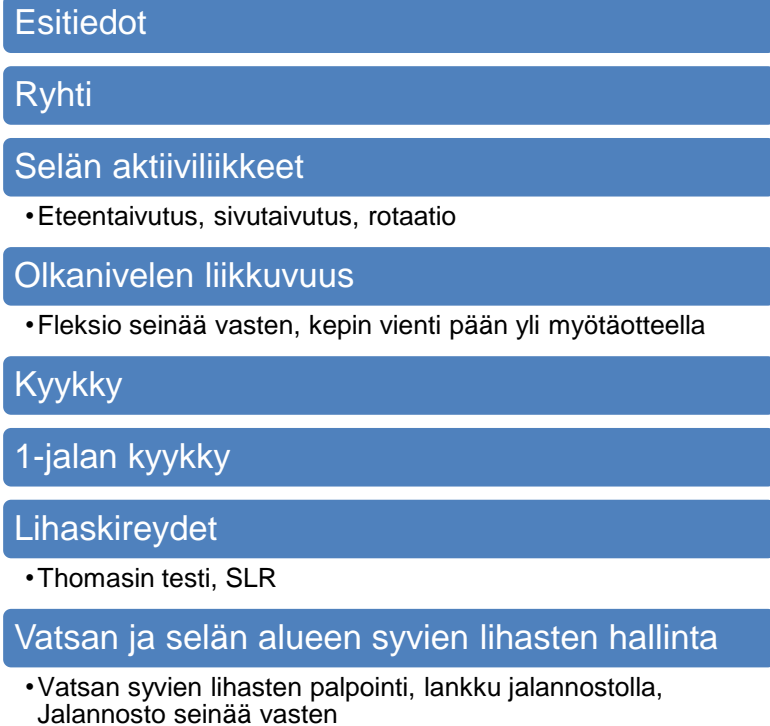 Esitiedot
Ryhti
Selän aktiiviliikkeet
•Eteentaivutus, sivutaivutus, rotaatio
Olkanivelen liikkuvuus
•Fleksio seinää vasten, kepin vienti pään yli myötäotteella
Kyykky
1-jalan kyykky
Lihaskireydet
•Thomasin testi, SLR
Vatsan ja selän alueen syvien lihasten hallinta
•Vatsan syvien lihasten palpointi, lankku jalannostolla,
Jalannosto seinää vasten